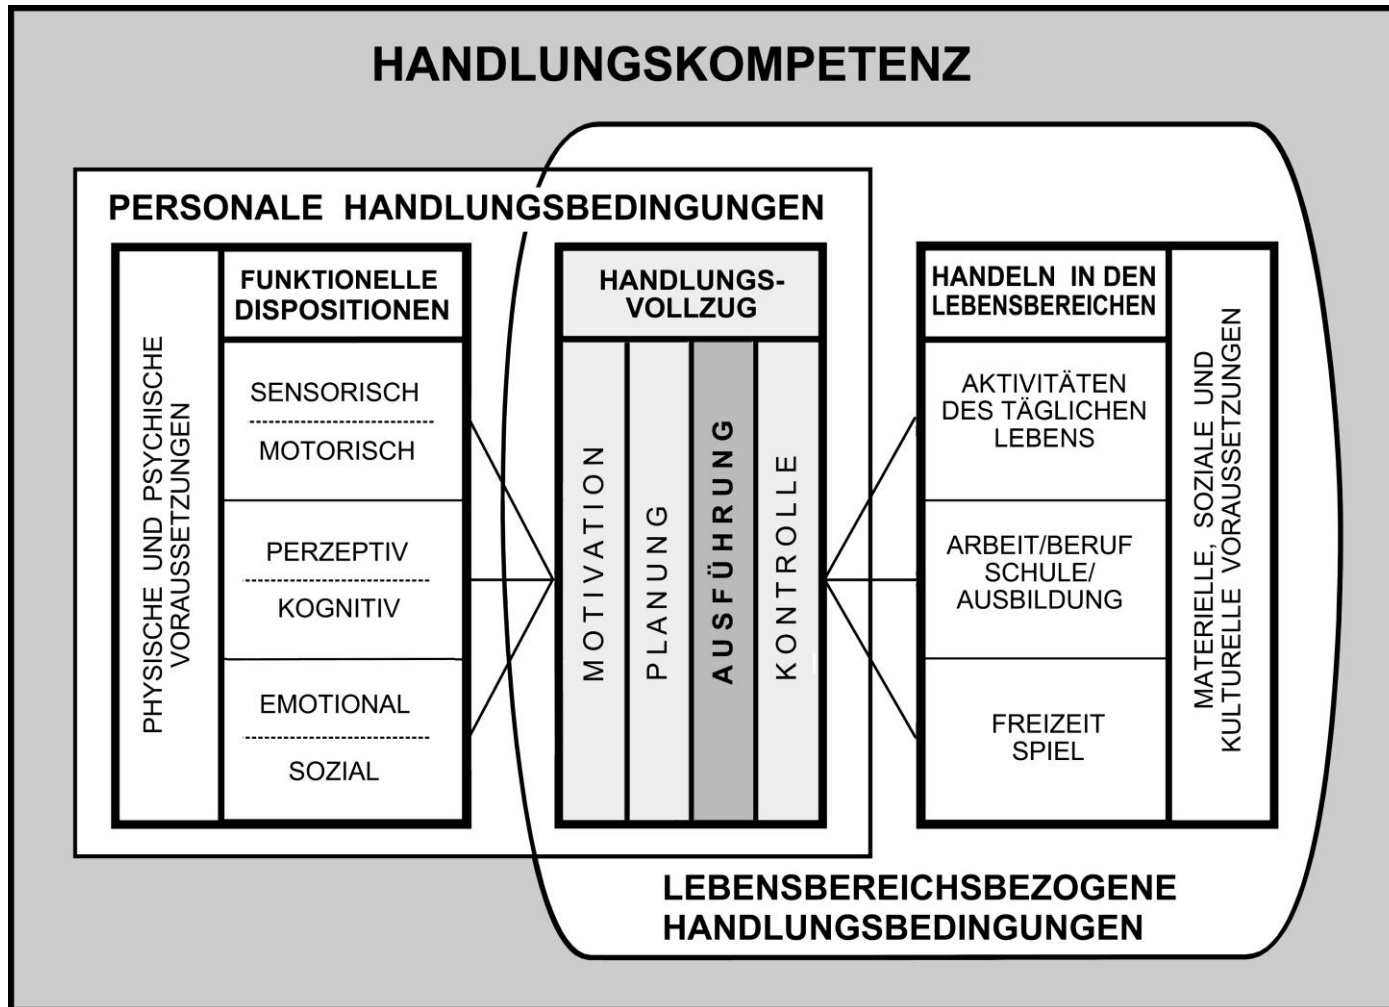 HANDLUNGSKOMPETENZ
PERSONALE HANDLUNGSBEDINGUNGEN
PHYSISCHE UND PSYCHISCHE
VORAUSSETZUNGEN
FUNKTIONELLE
DISPOSITIONEN
SENSORISCH
MOTORISCH
PERZEPTIV
KOGNITIV
EMOTIONAL
SOZIAL
HANDLUNGS-
VOLLZUG
MOTIVATION
PLANUNG
AUSFÜHRUNG
KONTROLLE
HANDELN IN DEN
LEBENSBEREICHEN
AKTIVITÄTEN
DES TÄGLICHEN
LEBENS
ARBEIT/BERUF
SCHULE/
AUSBILDUNG
FREIZEIT
SPIEL
MATERIELLE, SOZIALE UND
KULTURELLE VORAUSSETZUNGEN
LEBENSBEREICHSBEZOGENE
HANDLUNGSBEDINGUNGEN